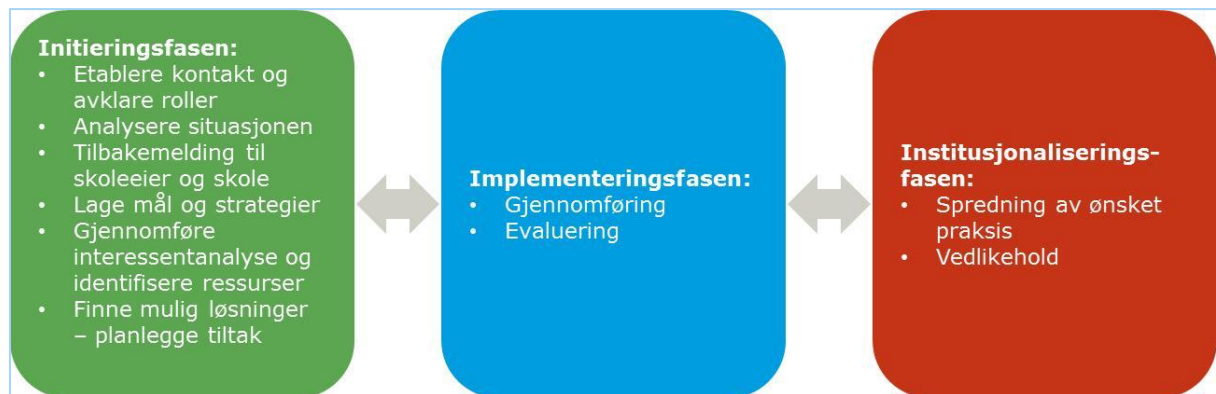 Initieringsfasen:
• Etablere kontakt og
avklare roller
• Analysere situasjonen
• Tilbakemelding til
skoleeier og skole
• Lage mål og strategier
• Gjennomføre
interessentanalyse og
identifisere ressurser
• Finne mulig løsninger
– planlegge tiltak
Implementeringsfasen:
• Gjennomføring
• Evaluering
Institusjonaliserings-
fasen:
• Spredning av ønsket
praksis
• Vedlikehold